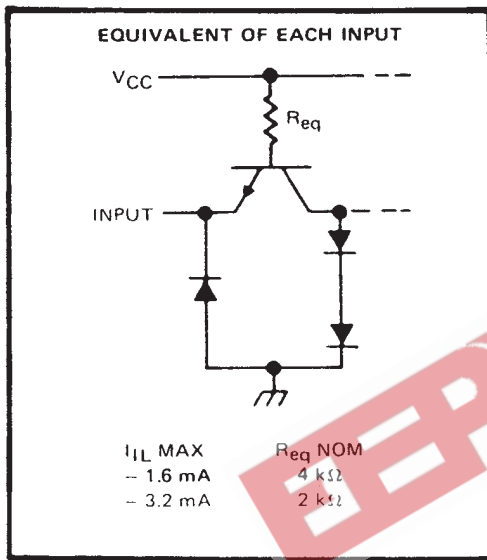 EQUIVALENT OF EACH INPUT
VCC
Req
INPUT
IIL MAX Req NOM
– 1.6 mA 4 kΩ
– 3.2 mA 2 kΩ
EEP